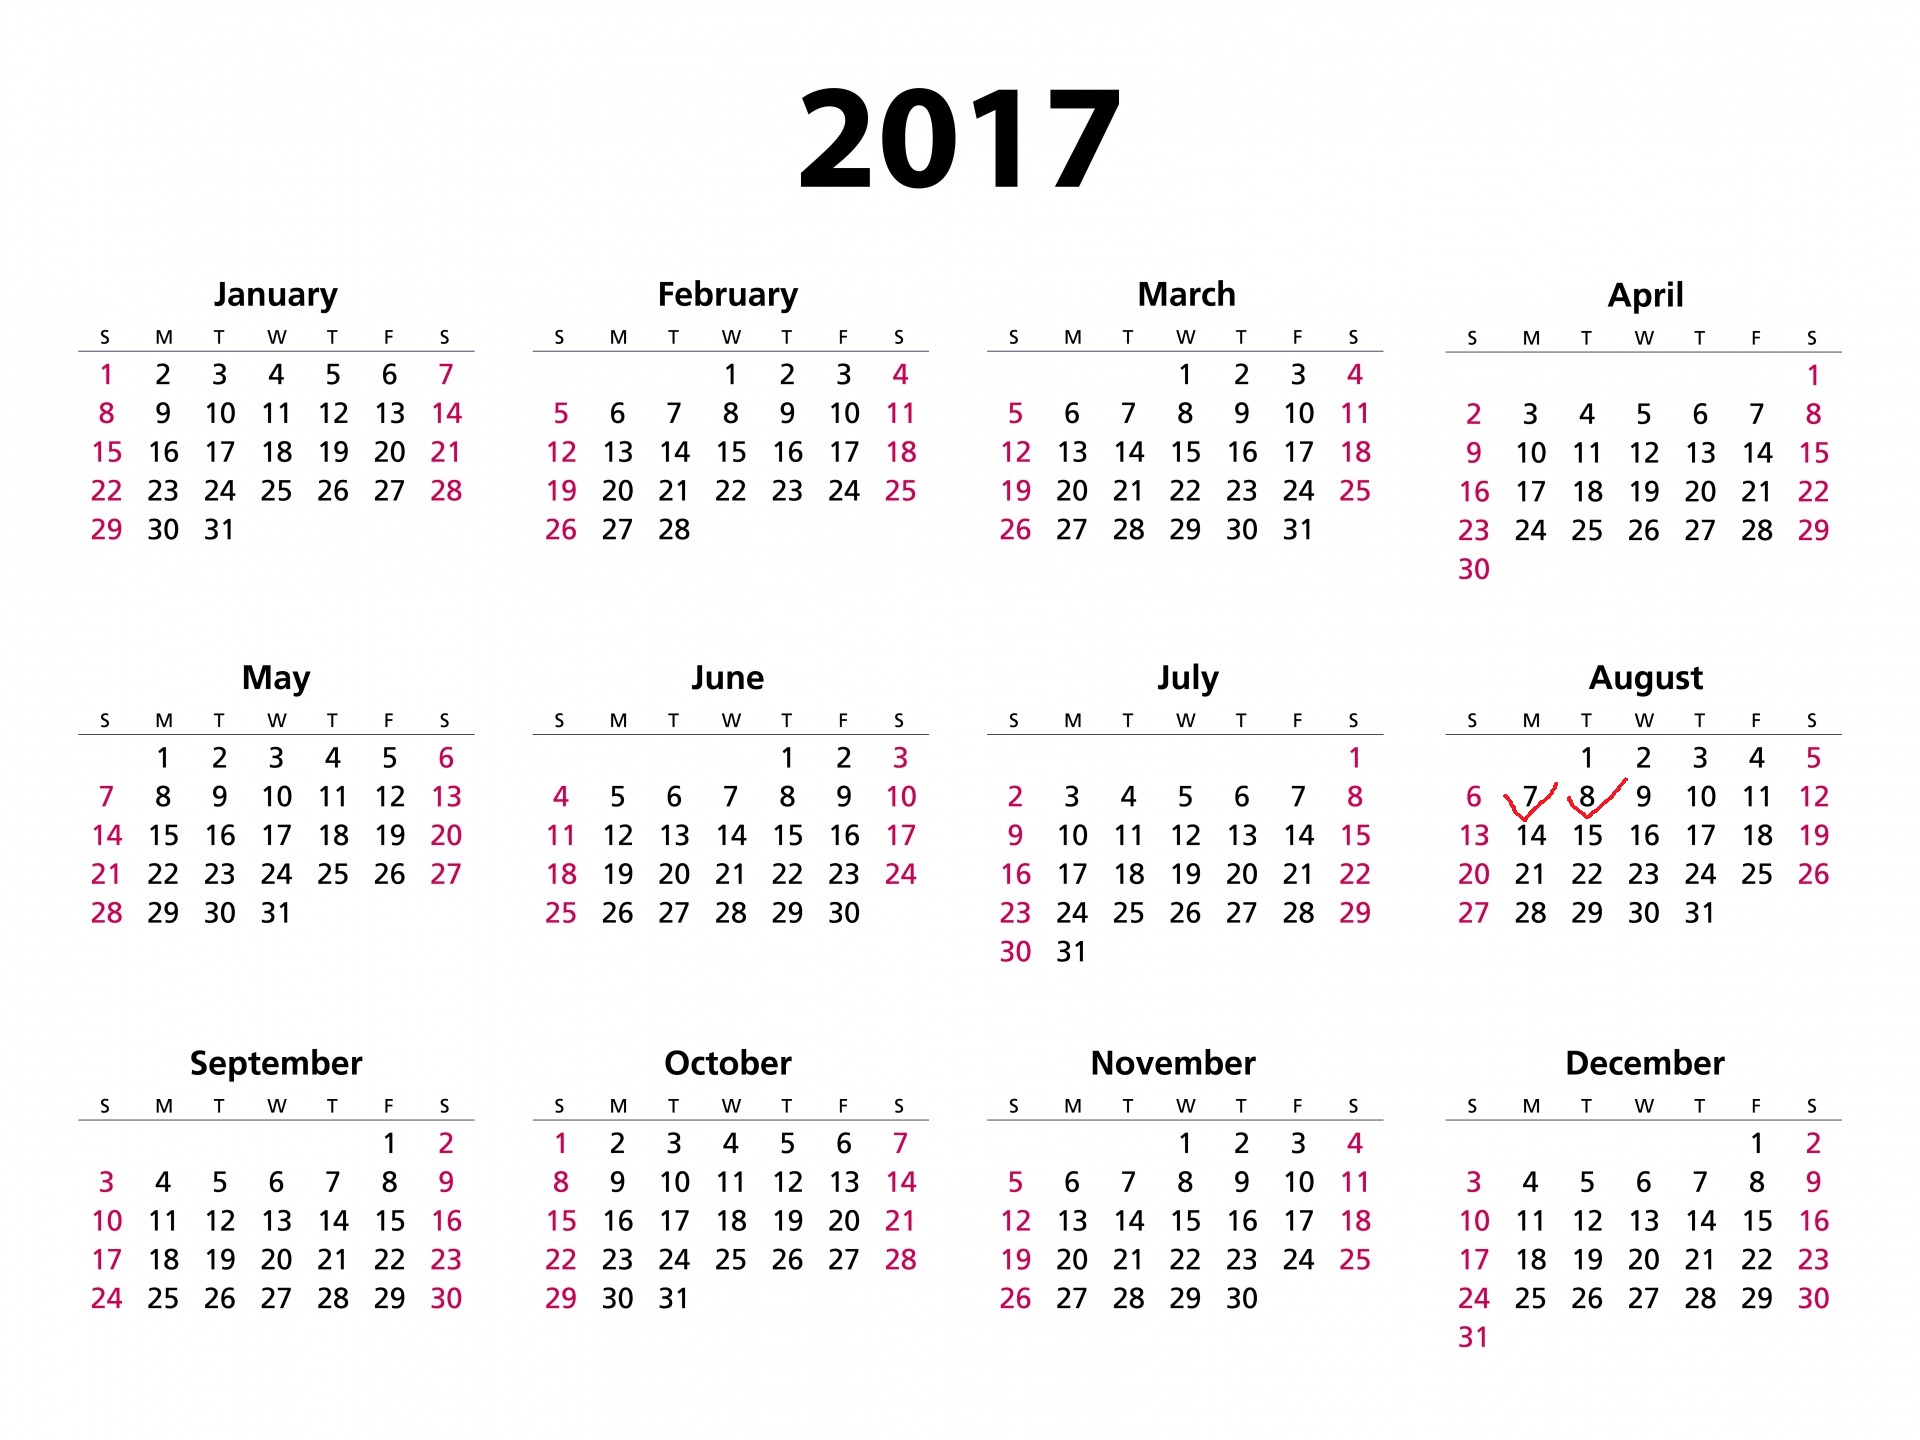 2017
January February March April
S M T W T F S S M T W T F S S M T W T F S S M T W T F S
1 2 3 4 5 6 7 1 2 3 4 1 2 3 4 1
8 9 10 11 12 13 14 5 6 7 8 9 10 11 5 6 7 8 9 10 11 2 3 4 5 6 7 8
15 16 17 18 19 20 21 12 13 14 15 16 17 18 12 13 14 15 16 17 18 9 10 11 12 13 14 15
22 23 24 25 26 27 28 19 20 21 22 23 24 25 19 20 21 22 23 24 25 16 17 18 19 20 21 22
29 30 31 26 27 28 26 27 28 29 30 31 23 24 25 26 27 28 29
30
May June July August
S M T W T F S S M T W T F S S M T W T F S S M T W T F S
1 2 3 4 5 6 1 2 3 1 1 2 3 4 5
7 8 9 10 11 12 13 4 5 6 7 8 9 10 2 3 4 5 6 7 8 6 7 8 9 10 11 12
14 15 16 17 18 19 20 11 12 13 14 15 16 17 9 10 11 12 13 14 15 13 14 15 16 17 18 19
21 22 23 24 25 26 27 18 19 20 21 22 23 24 16 17 18 19 20 21 22 20 21 22 23 24 25 26
28 29 30 31 25 26 27 28 29 30 23 24 25 26 27 28 29 27 28 29 30 31
30 31
September October November December
S M T W T F S S M T W T F S S M T W T F S S M T W T F S
1 2 1 2 3 4 5 6 7 1 2 3 4 1 2
3 4 5 6 7 8 9 8 9 10 11 12 13 14 5 6 7 8 9 10 11 3 4 5 6 7 8 9
10 11 12 13 14 15 16 15 16 17 18 19 20 21 12 13 14 15 16 17 18 10 11 12 13 14 15 16
17 18 19 20 21 22 23 22 23 24 25 26 27 28 19 20 21 22 23 24 25 17 18 19 20 21 22 23
24 25 26 27 28 29 30 29 30 31 26 27 28 29 30 24 25 26 27 28 29 30
31